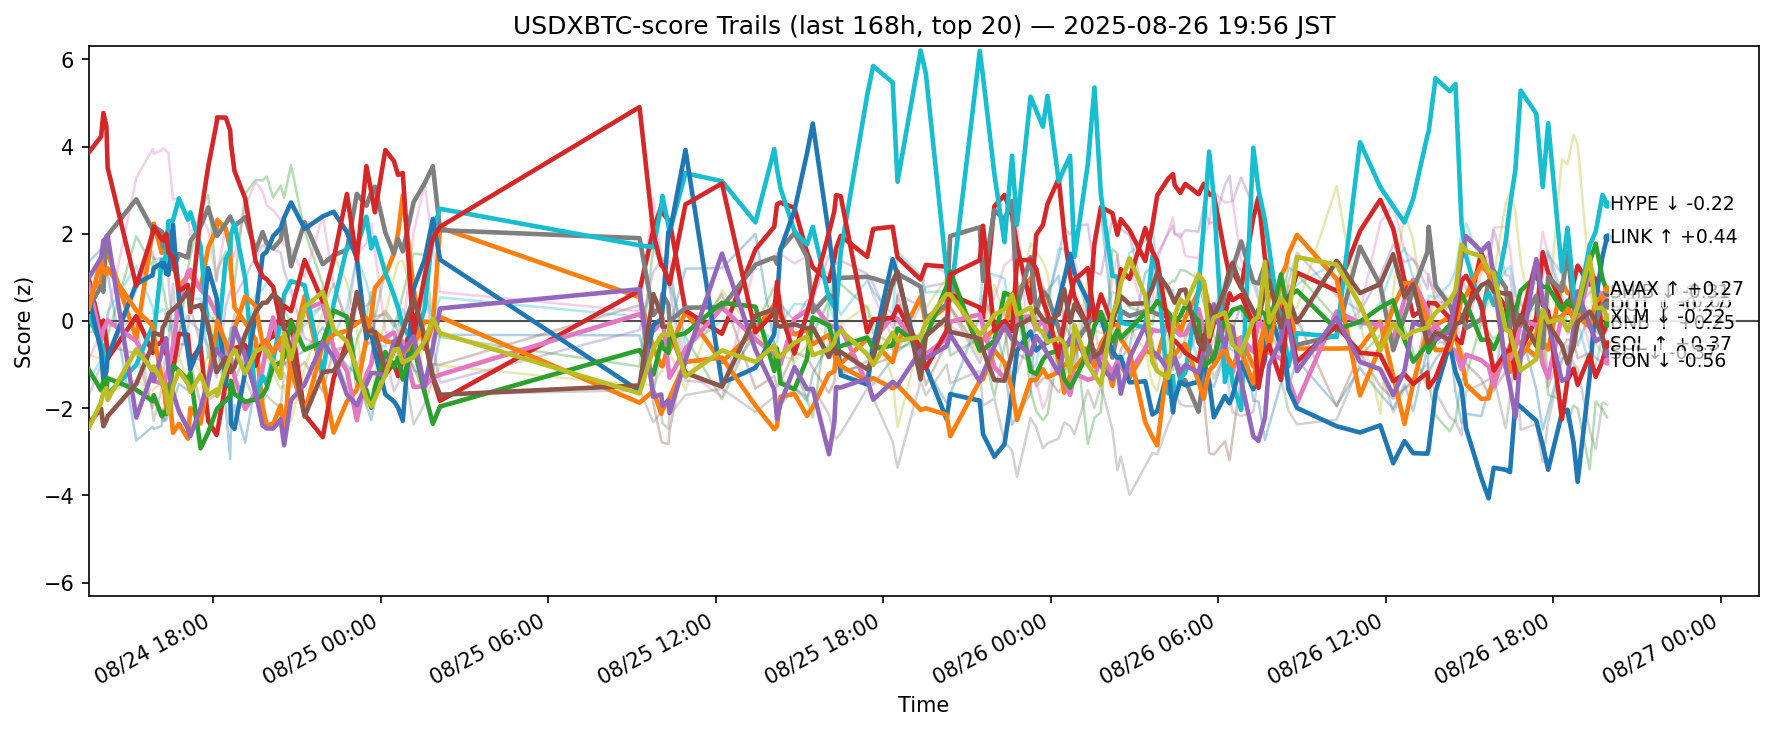 USDXBTC-score Trails (last 168h, top 20) — 2025-08-26 19:56 JST
Score (z)
6
4
2
0
−2
−4
−6
HYPE ↓ -0.22
LINK ↑ +0.44
AVAX ↑ +0.27
XLM ↓ -0.22
BNB ↑ +0.25
SOL ↑ +0.37
TON ↓ -0.56
08/24 18:00
08/25 00:00
08/25 06:00
08/25 12:00
08/25 18:00
08/26 00:00
08/26 06:00
08/26 12:00
08/26 18:00
08/27 00:00
Time